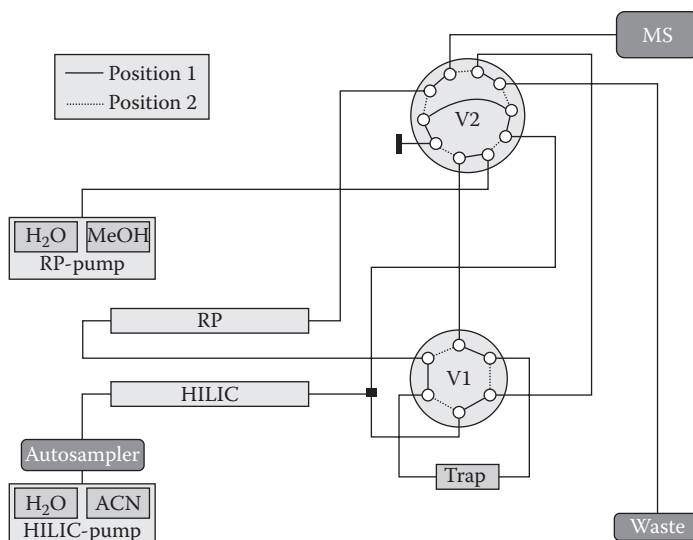 MS
Position 1
Position 2
V2
H₂O MeOH
RP-pump
RP
V1
HILIC
Autosampler
Trap
H₂O ACN
HILIC-pump
Waste